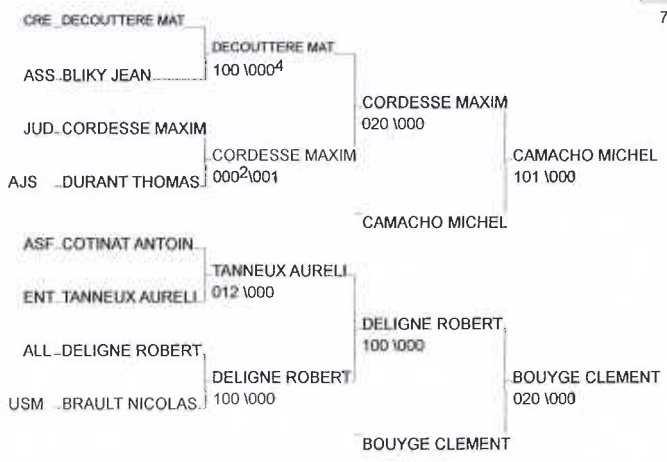 7
CRE DECOUTTERE MAT
DECOUTTERE MAT
100 \000⁴
ASS BLIKY JEAN
CORDESSE MAXIM
020 \000
JUD CORDESSE MAXIM
CORDESSE MAXIM
000²\001
CAMACHO MICHEL
101 \000
AJS DURANT THOMAS
CAMACHO MICHEL
ASF COTINAT ANTOIN
TANNEUX AURELI
012 \000
ENT TANNEUX AURELI
DELIGNE ROBERT
100 \000
ALL DELIGNE ROBERT
DELIGNE ROBERT
100 \000
BOUYGE CLEMENT
020 \000
USM BRAULT NICOLAS
BOUYGE CLEMENT